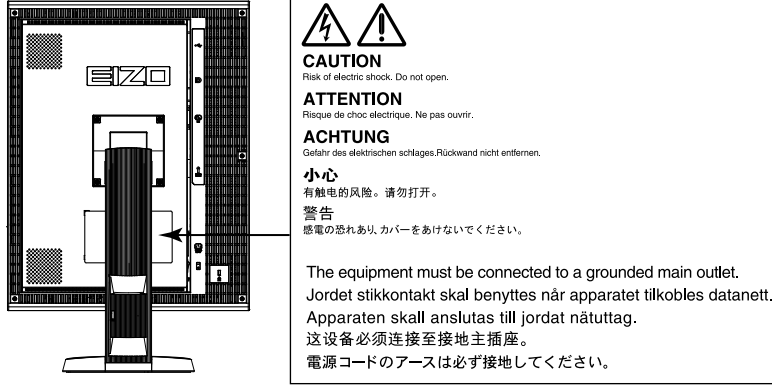 EIZO
CAUTION
Risk of electric shock. Do not open.
ATTENTION
Risque de choc electrique. Ne pas ouvrir.
ACHTUNG
Gefahr des elektrischen schlages.Rückwand nicht entfernen.
小心
有触电的风险。请勿打开。
警告
感電の恐れあり、カバーをあけないでください。
The equipment must be connected to a grounded main outlet.
Jordet stikkontakt skal benyttes når apparatet tilkobles datanett.
Apparaten skall anslutas till jordat nätuttag.
这设备必须连接至接地主插座。
電源コードのアースは必ず接地してください。